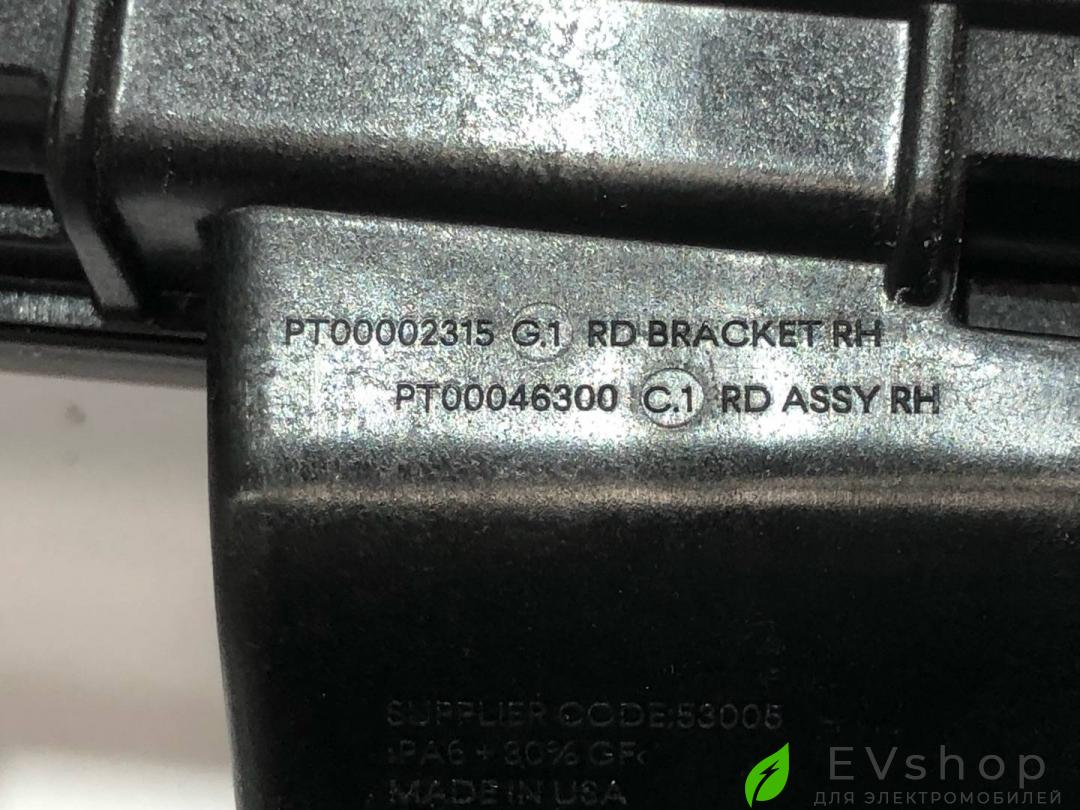 PT00002315 G1 RD BRACKET RH
PT00046300 C.1 RD ASSY RH
SUPPLIER CODE:53005
>PA6 + 30% GF<
MADE IN USA
EVshop
ДЛЯ ЭЛЕКТРОМОБИЛЕЙ